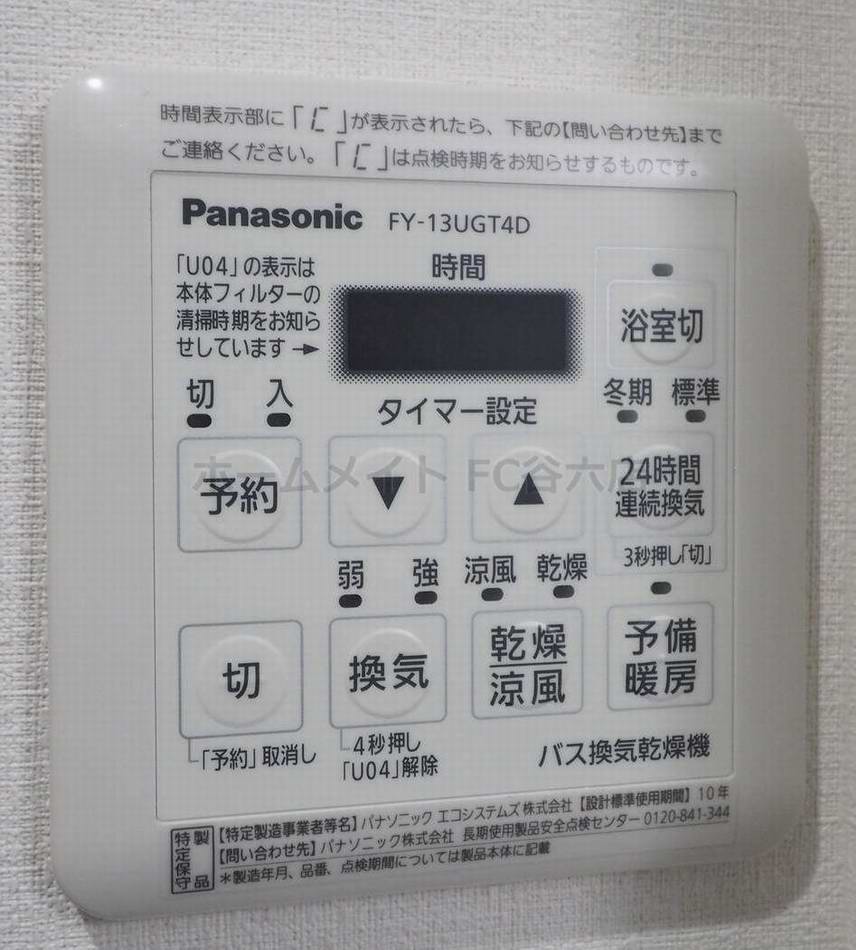 時間表示部に「C」が表示されたら、下記の【問い合わせ先】まで
ご連絡ください。「C」は点検時期をお知らせするものです。
Panasonic FY-13UGT4D
「U04」の表示は
本体フィルターの
清掃時期をお知ら
せしています→
時間
浴室切
切 入
タイマー設定
冬期 標準
予約
▼
▲
24時間
連続換気
3秒押し「切」
ホームメイト FC谷六店
弱 強
涼風 乾燥
切
換気
乾燥
涼風
予備
暖房
「予約」取消し
4秒押し
「U04」解除
バス換気乾燥機
特定保守製品
【特定製造事業者等名】パナソニック エコシステムズ株式会社【設計標準使用期間】10年
【問い合わせ先】パナソニック株式会社 長期使用製品安全点検センター 0120-841-344
*製造年月、品番、点検期間については製品本体に記載